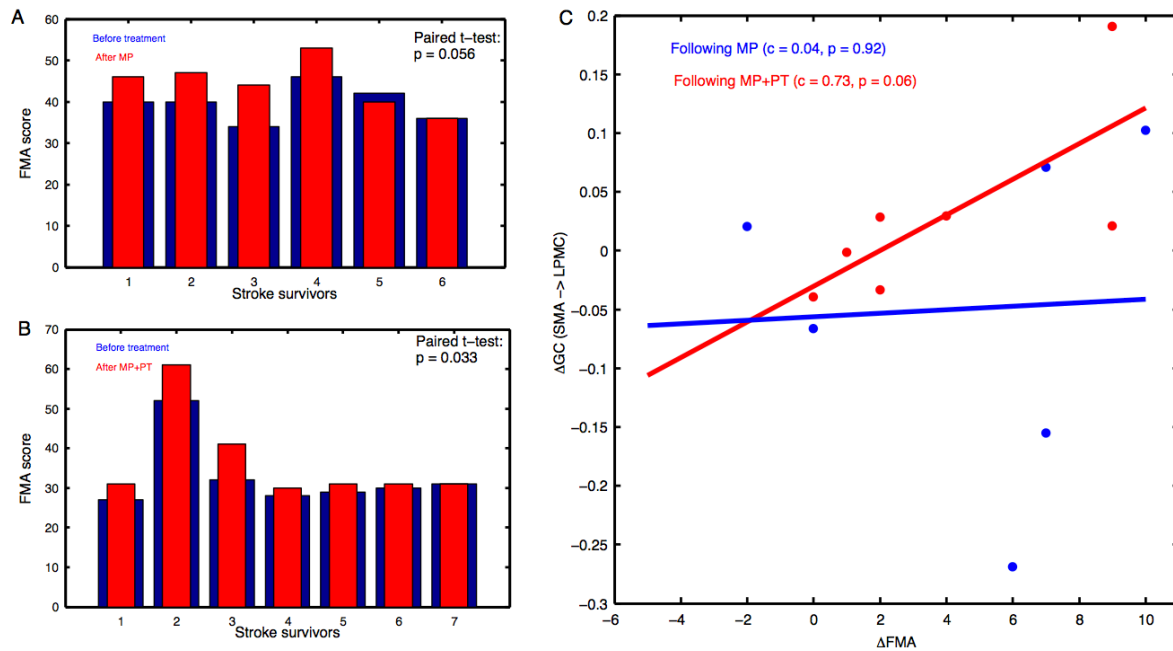 A
60
50
40
30
20
10
0
FMA score
Before treatment
After MP
Paired t–test:
p = 0.056
1 2 3 4 5 6
Stroke survivors
B
70
60
50
40
30
20
10
0
FMA score
Before treatment
After MP+PT
Paired t–test:
p = 0.033
1 2 3 4 5 6 7
Stroke survivors
C
0.2
0.15
0.1
0.05
0
–0.05
–0.1
–0.15
–0.2
–0.25
–0.3
ΔGC (SMA –> LPMC)
Following MP (c = 0.04, p = 0.92)
Following MP+PT (c = 0.73, p = 0.06)
–6 –4 –2 0 2 4 6 8 10
ΔFMA